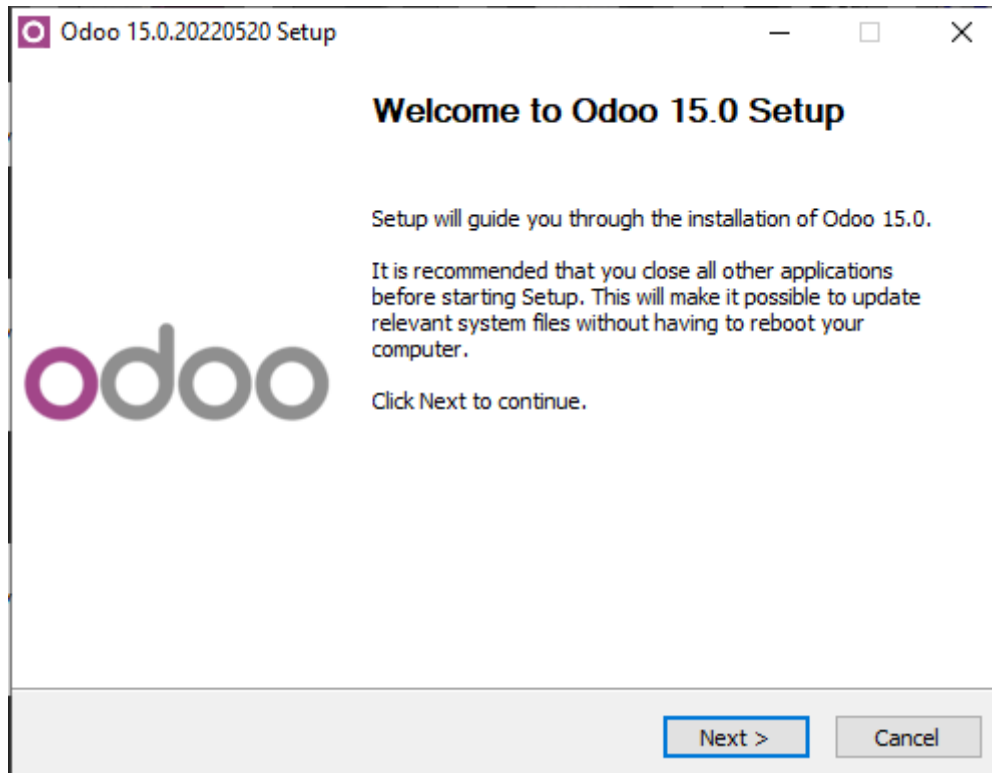 Odoo 15.0.20220520 Setup
Welcome to Odoo 15.0 Setup
Setup will guide you through the installation of Odoo 15.0.
It is recommended that you close all other applications
before starting Setup. This will make it possible to update
relevant system files without having to reboot your
computer.
odoo
Click Next to continue.
Next >
Cancel